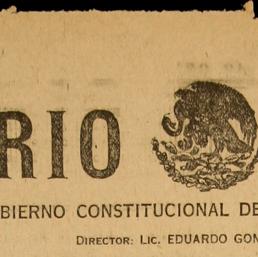 RIO
BIERNO CONSTITUCIONAL DE
DIRECTOR: LIC. EDUARDO GON